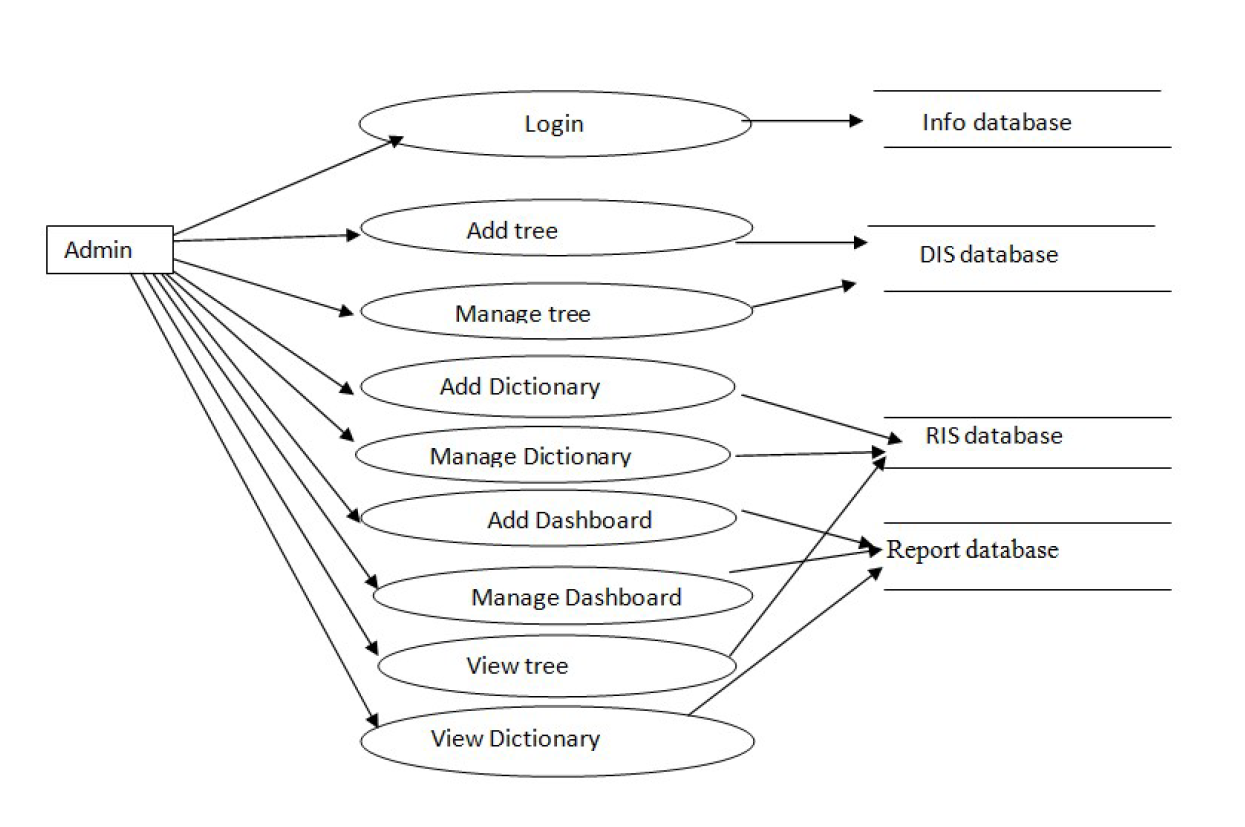 Login
Info database
Admin
Add tree
DIS database
Manage tree
Add Dictionary
RIS database
Manage Dictionary
Add Dashboard
Report database
Manage Dashboard
View tree
View Dictionary